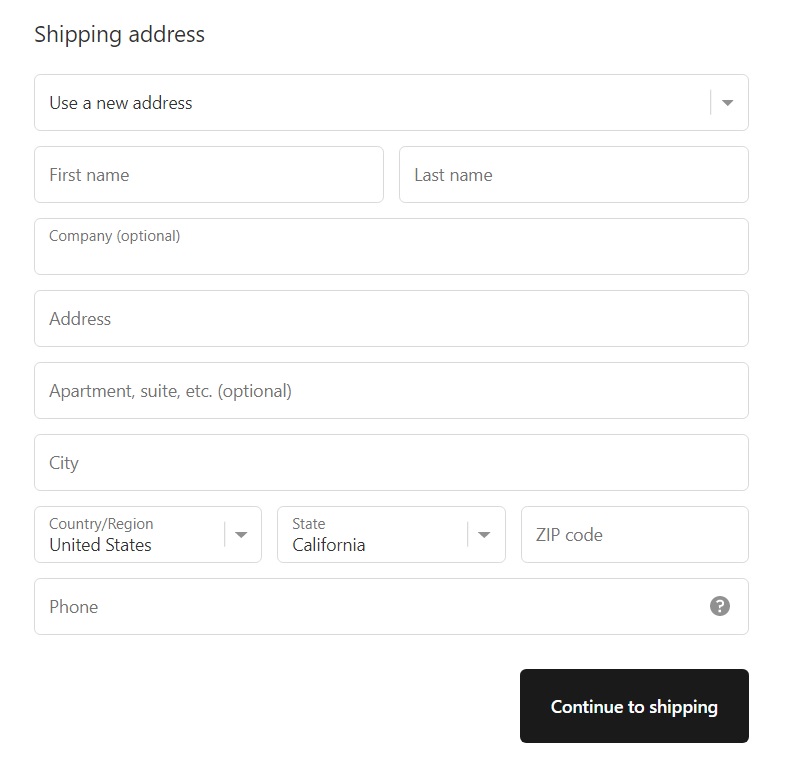 Shipping address
Use a new address
First name
Last name
Company (optional)
Address
Apartment, suite, etc. (optional)
City
Country/Region
United States
State
California
ZIP code
Phone
?
Continue to shipping